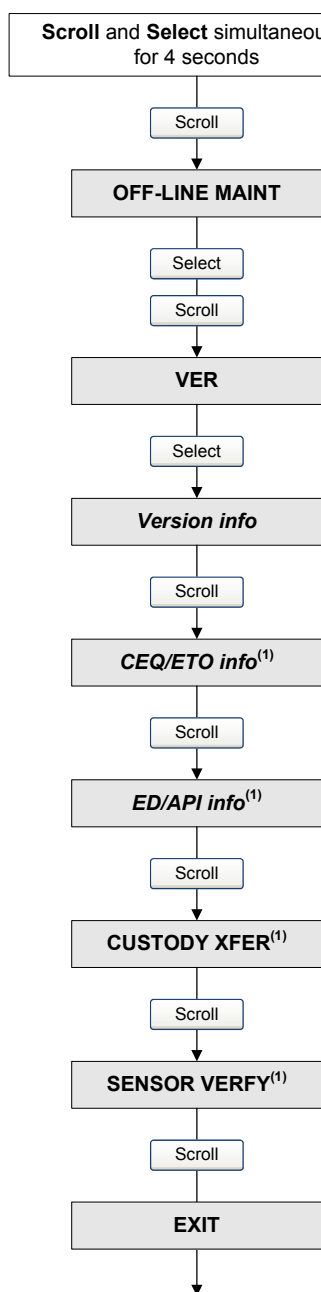 Scroll and Select simultaneou
for 4 seconds
Scroll
OFF-LINE MAINT
Select
Scroll
VER
Select
Version info
Scroll
CEQ/ETO info(1)
Scroll
ED/API info(1)
Scroll
CUSTODY XFER(1)
Scroll
SENSOR VERFY(1)
Scroll
EXIT